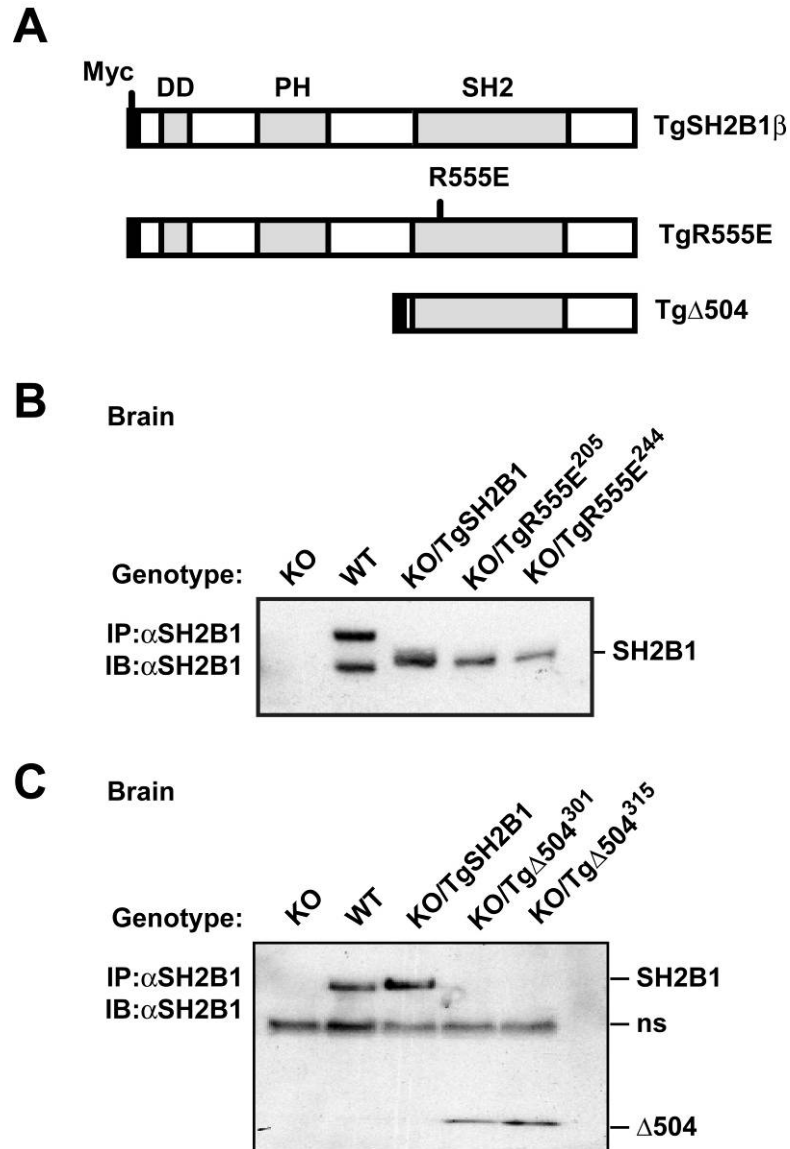 A
Myc DD PH SH2
TgSH2B1β
R555E
TgR555E
TgΔ504
B
Brain
Genotype: KO WT KO/TgSH2B1 KO/TgR555E²⁰⁵ KO/TgR555E²⁴⁴
IP:αSH2B1
IB:αSH2B1
SH2B1
C
Brain
Genotype: KO WT KO/TgSH2B1 KO/TgΔ504³⁰¹ KO/TgΔ504³¹⁵
IP:αSH2B1
IB:αSH2B1
SH2B1
ns
Δ504